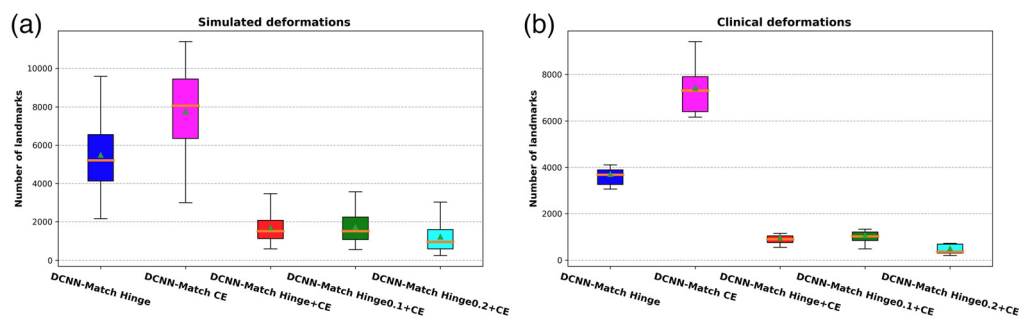 (a)
Simulated deformations
Number of landmarks
10000
8000
6000
4000
2000
0
DCNN-Match Hinge
DCNN-Match CE
DCNN-Match Hinge+CE
DCNN-Match Hinge0.1+CE
DCNN-Match Hinge0.2+CE
(b)
Clinical deformations
Number of landmarks
8000
6000
4000
2000
0
DCNN-Match Hinge
DCNN-Match CE
DCNN-Match Hinge+CE
DCNN-Match Hinge0.1+CE
DCNN-Match Hinge0.2+CE